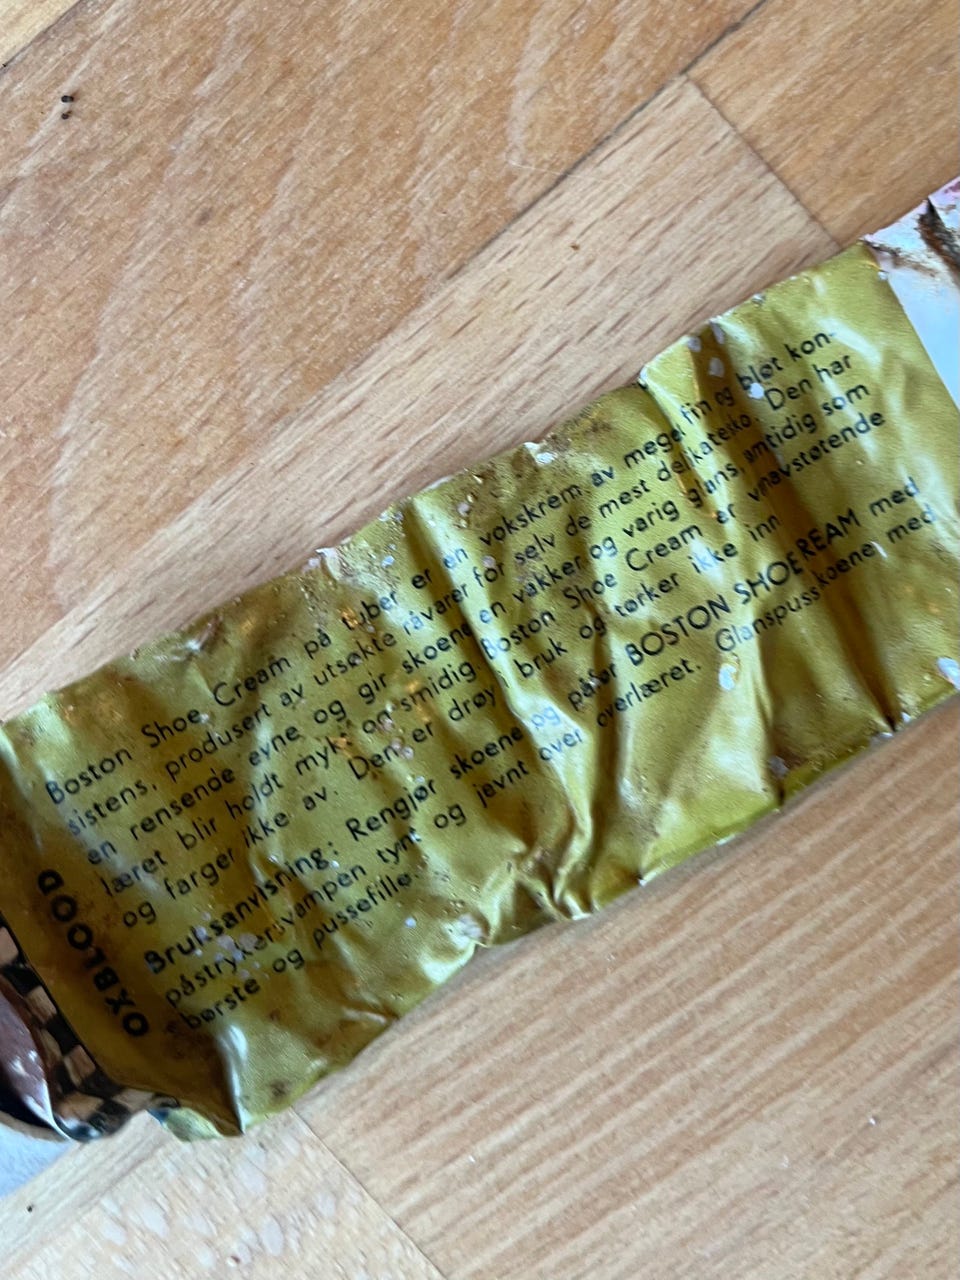 OXBLOOD
Boston Shoe Cream på tuber er en vokskrem av meget fin og bløt kon-
sistens, produsert av utsøkte råvarer for selv de mest delikate sko. Den har
en rensende evne og gir skoene en vakker og varig glans, samtidig som
læret blir holdt mykt og smidig. Boston Shoe Cream er vannavstøtende
og farger ikke av. Den er drøy i bruk og tørker ikke inn
Bruksanvisning: Rengjør skoene og påfør BOSTON SHOE CREAM med
påstrykersvampen tynt og jevnt over overlæret. Glanspuss skoene med
børste og pussefille.